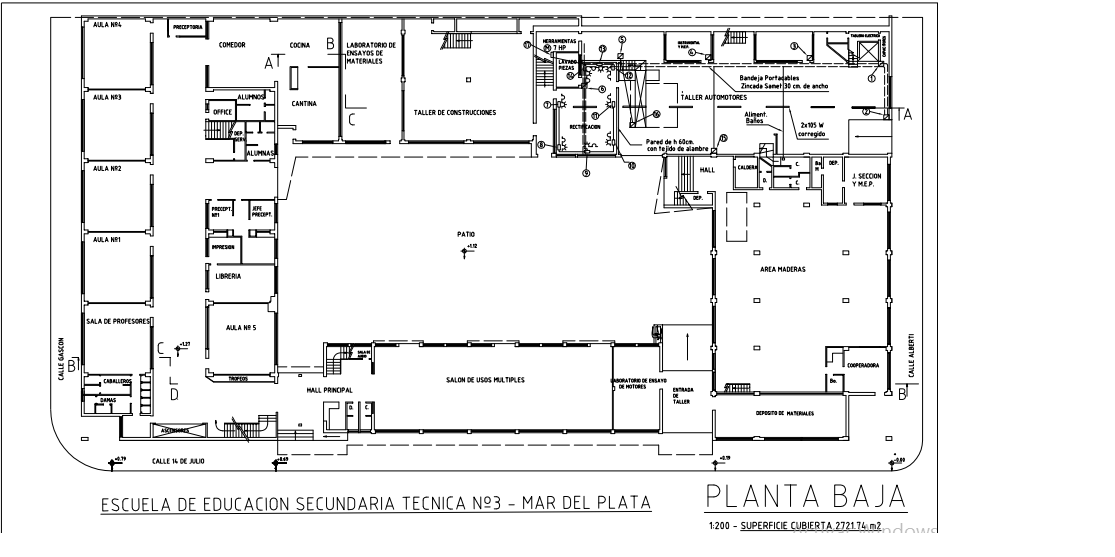 AULA Nº4
PRECEPTORIA
COMEDOR
COCINA
B
A
LABORATORIO DE
ENSAYOS DE
MATERIALES
HERRAMIENTAS
7 HP
LAVADO
PIEZAS
TABLERO ELECTRICO
Bandeja Portacables
Zincada Samet 30 cm. de ancho
AULA Nº3
ALUMNOS
OFFICE
CANTINA
C
TALLER DE CONSTRUCCIONES
TALLER AUTOMOTORES
RECTIFICACION
Aliment.
Baños
2x105 W
corregido
A
DEP.
SERV.
ALUMNAS
Pared de h 60cm.
con tejido de alambre
AULA Nº2
HALL
DEP.
CALDERA
D.
C.
C.
DEP.
J. SECCION
Y M.E.P.
PRECEPT.
Nº1
JEFE
PRECEPT.
AULA Nº1
IMPRESION
LIBRERIA
PATIO
+1.12
AREA MADERAS
SALA DE PROFESORES
AULA Nº 5
CALLE GASCON
CALLE ALBERTI
+1.27
C
B
D
CABALLEROS
DAMAS
TROFEOS
HALL PRINCIPAL
SALON DE USOS MULTIPLES
LABORATORIO DE ENSAYO
DE MOTORES
ENTRADA
DE
TALLER
COOPERADORA
Ba.
B
D.
C.
DEPOSITO DE MATERIALES
ASCENSORES
CALLE 14 DE JULIO
+0.79
+0.69
+0.19
ESCUELA DE EDUCACION SECUNDARIA TECNICA Nº3 - MAR DEL PLATA
PLANTA BAJA
1:200 - SUPERFICIE CUBIERTA 2721.74 m2